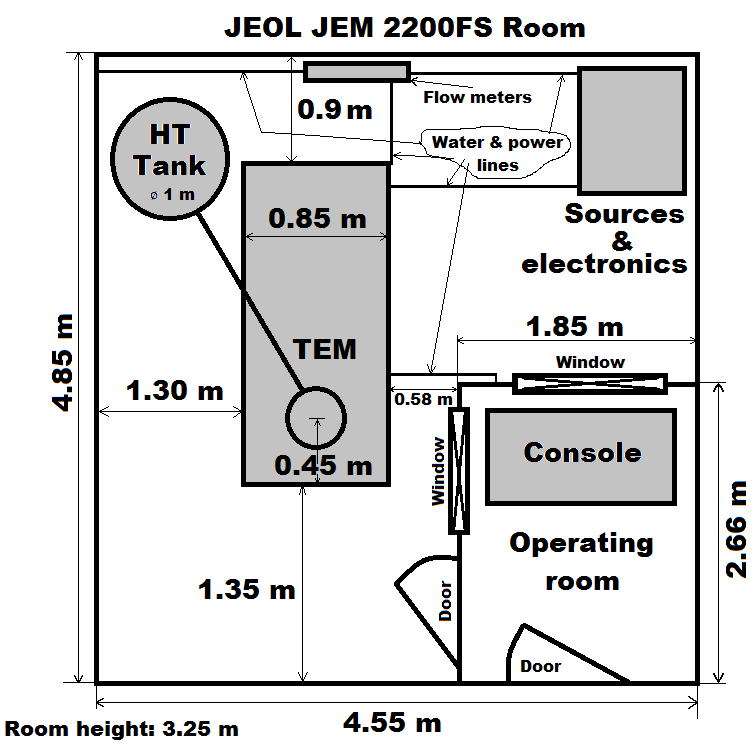 JEOL JEM 2200FS Room
HT
Tank
ø 1 m
0.9 m
Flow meters
Water & power
lines
Sources
&
electronics
0.85 m
1.85 m
Window
TEM
4.85 m
1.30 m
0.58 m
0.45 m
Window
Console
2.66 m
Operating
room
1.35 m
Door
Door
4.55 m
Room height: 3.25 m